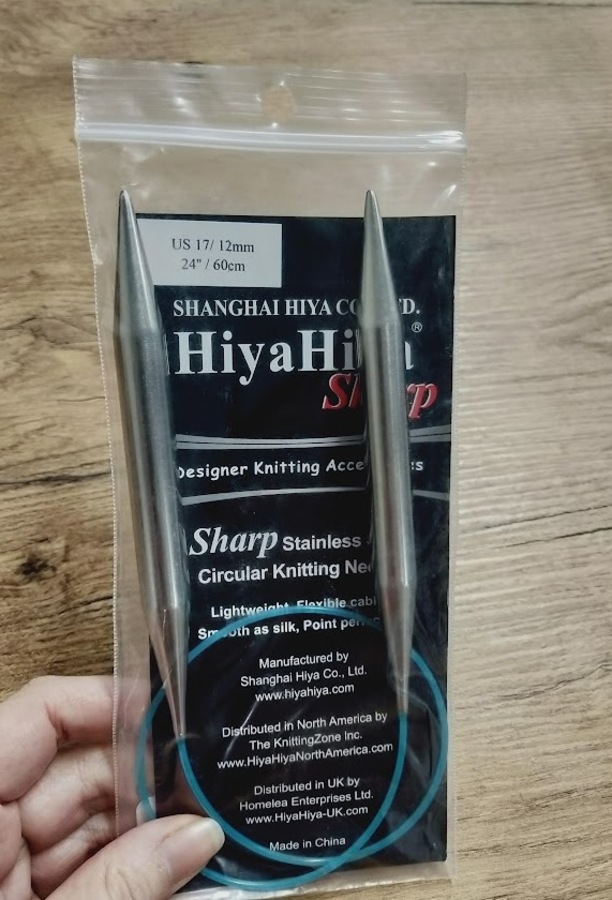 US 17/ 12mm
24" / 60cm
SHANGHAI HIYA CO D.
HiyaHi a ®
Sharp
Designer Knitting Acce s
Sharp Stainless
Circular Knitting Ne
Lightweight, Flexible cabl
Smooth as silk, Point per
Manufactured by
Shanghai Hiya Co., Ltd.
www.hiyahiya.com
Distributed in North America by
The KnittingZone Inc.
www.HiyaHiyaNorthAmerica.com
Distributed in UK by
Homelea Enterprises Ltd.
www.HiyaHiya-UK.com
Made in China